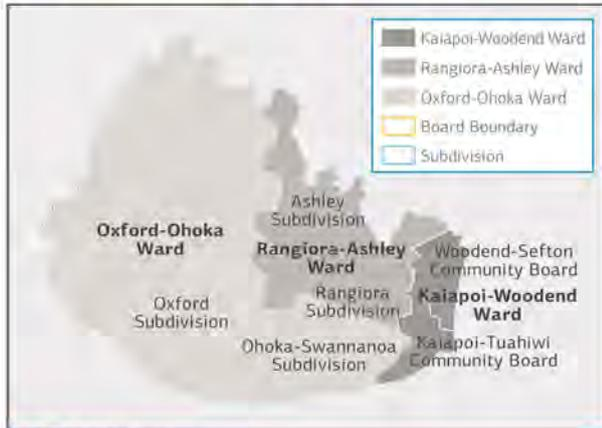 Kaiapoi-Woodend Ward
Rangiora-Ashley Ward
Oxford-Ohoka Ward
Board Boundary
Subdivision
Ashley
Subdivision
Oxford-Ohoka
Ward
Rangiora-Ashley
Ward
Woodend-Sefton
Community Board
Oxford
Subdivision
Rangiora
Subdivision
Kaiapoi-Woodend
Ward
Ohoka-Swannanoa
Subdivision
Kaiapoi-Tuahiwi
Community Board